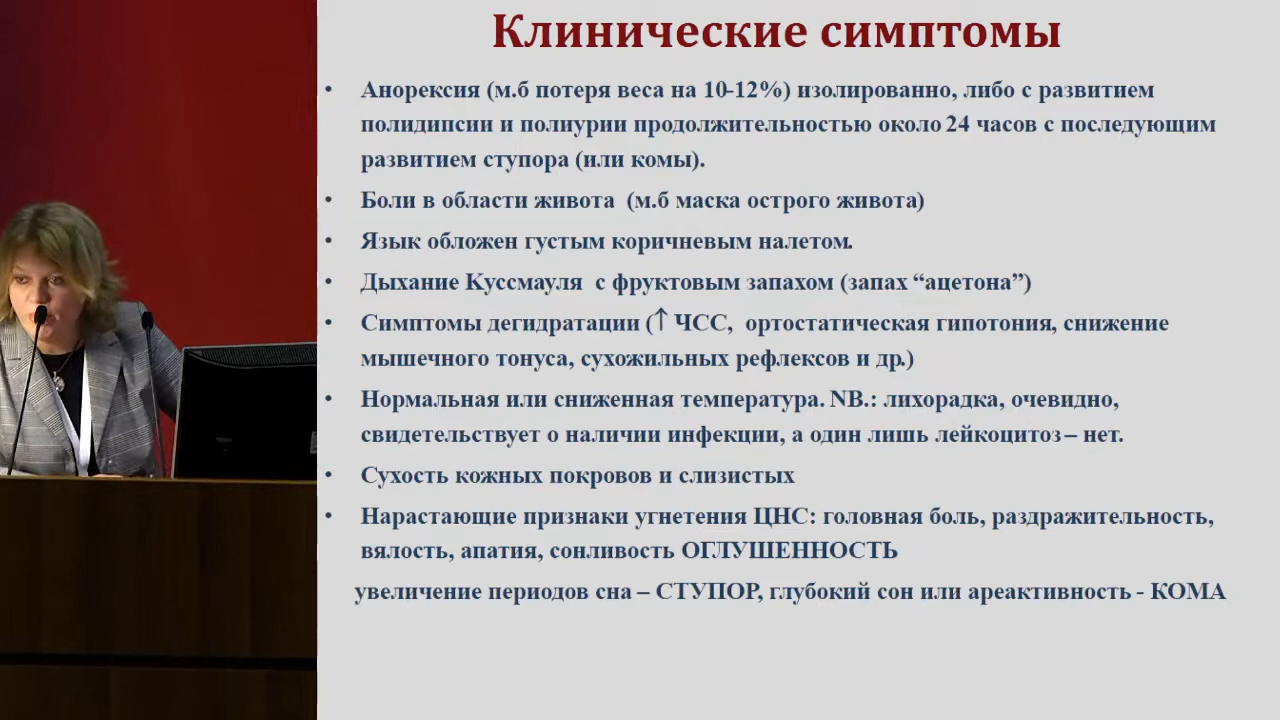 Клинические симптомы
• Анорексия (м.б потеря веса на 10-12%) изолированно, либо с развитием
полидипсии и полиурии продолжительностью около 24 часов с последующим
развитием ступора (или комы).
• Боли в области живота (м.б маска острого живота)
• Язык обложен густым коричневым налетом.
• Дыхание Куссмауля с фруктовым запахом (запах “ацетона”)
• Симптомы дегидратации (↑ ЧСС, ортостатическая гипотония, снижение
мышечного тонуса, сухожильных рефлексов и др.)
• Нормальная или сниженная температура. NB.: лихорадка, очевидно,
свидетельствует о наличии инфекции, а один лишь лейкоцитоз – нет.
• Сухость кожных покровов и слизистых
• Нарастающие признаки угнетения ЦНС: головная боль, раздражительность,
вялость, апатия, сонливость ОГЛУШЕННОСТЬ
увеличение периодов сна – СТУПОР, глубокий сон или ареактивность - КОМА